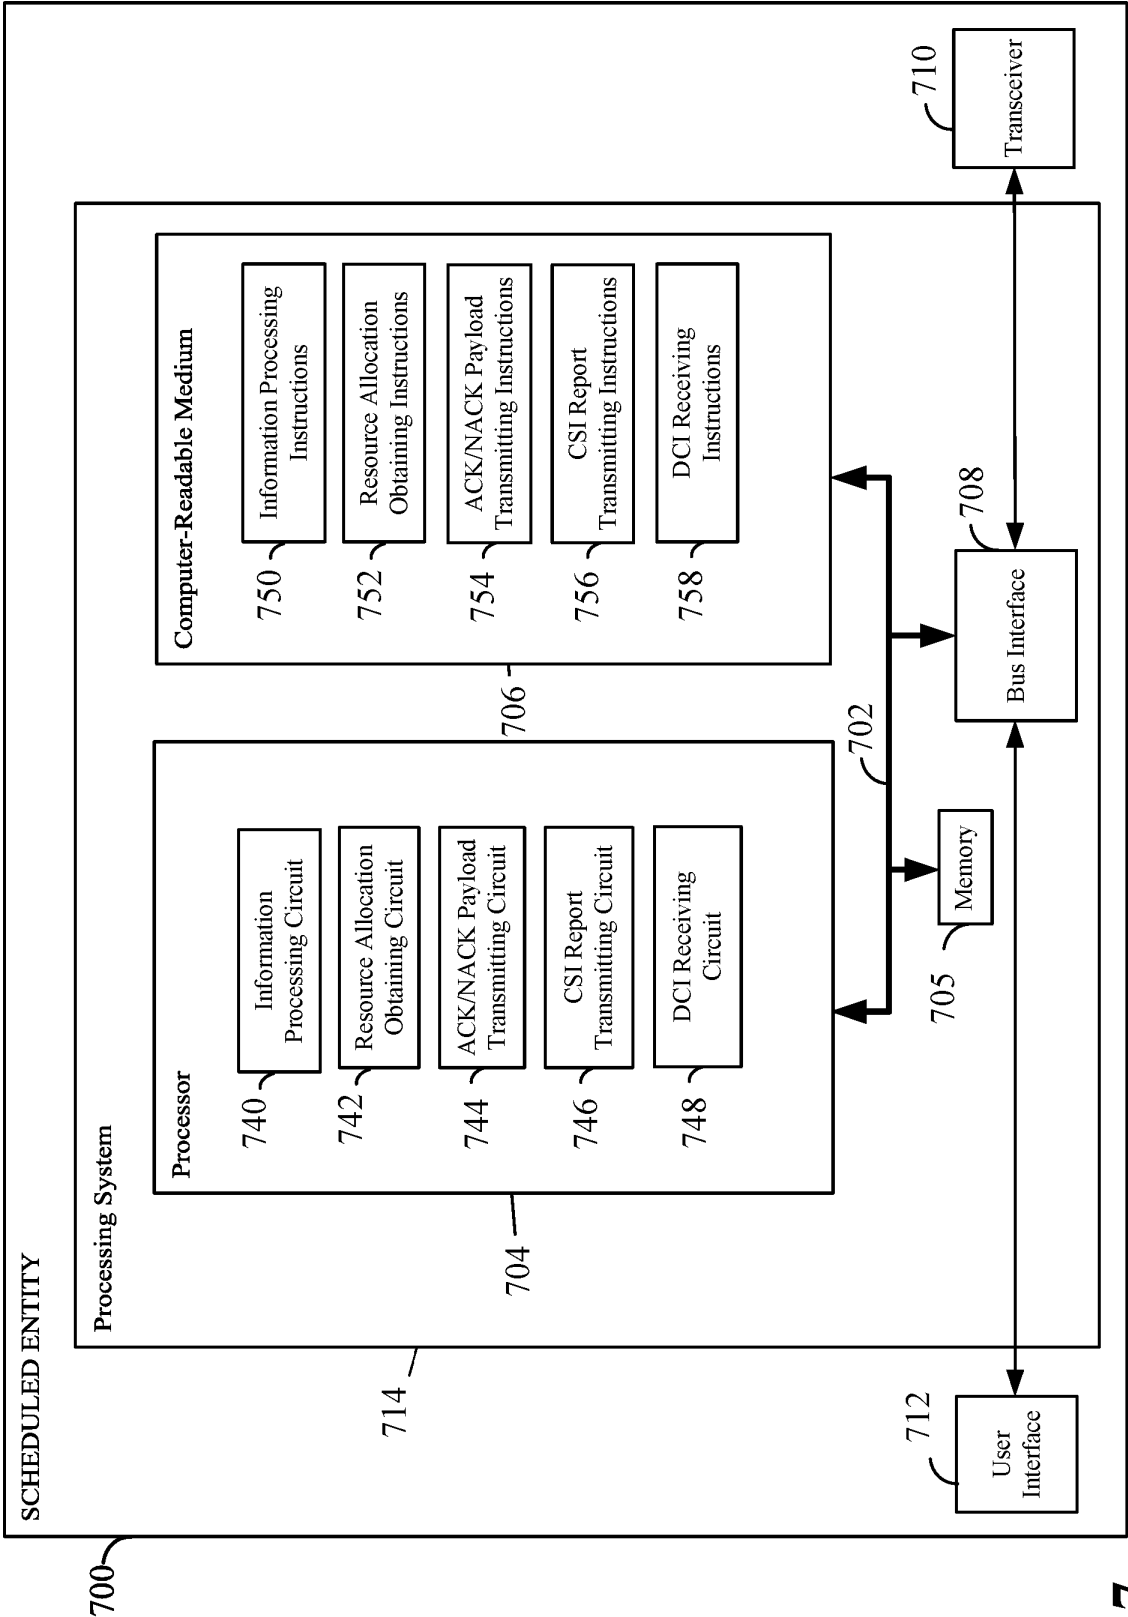 700
SCHEDULED ENTITY
714
Processing System
704
Processor
740
Information
Processing Circuit
742
Resource Allocation
Obtaining Circuit
744
ACK/NACK Payload
Transmitting Circuit
746
CSI Report
Transmitting Circuit
748
DCI Receiving
Circuit
706
Computer-Readable Medium
750
Information Processing
Instructions
752
Resource Allocation
Obtaining Instructions
754
ACK/NACK Payload
Transmitting Instructions
756
CSI Report
Transmitting Instructions
758
DCI Receiving
Instructions
702
705
Memory
708
Bus Interface
712
User
Interface
710
Transceiver